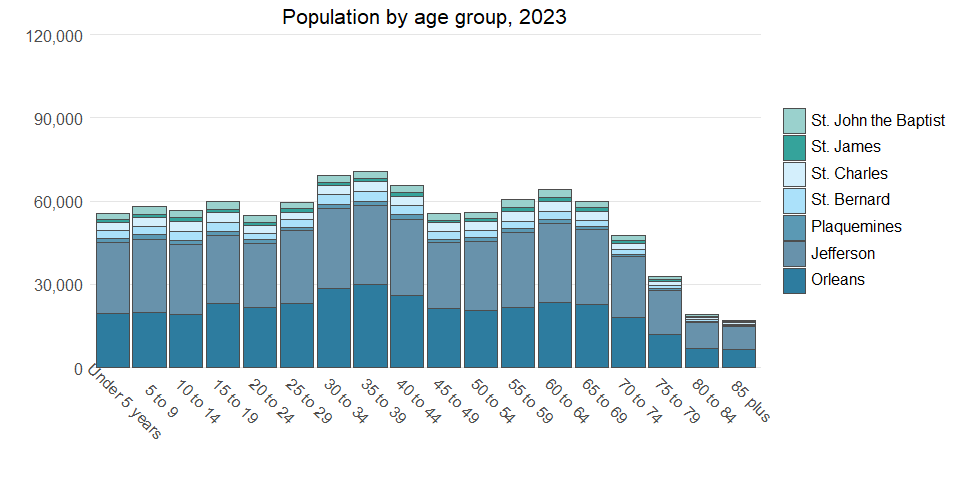 Population by age group, 2023
120,000
90,000
60,000
30,000
0
Under 5 years
5 to 9
10 to 14
15 to 19
20 to 24
25 to 29
30 to 34
35 to 39
40 to 44
45 to 49
50 to 54
55 to 59
60 to 64
65 to 69
70 to 74
75 to 79
80 to 84
85 plus
St. John the Baptist
St. James
St. Charles
St. Bernard
Plaquemines
Jefferson
Orleans